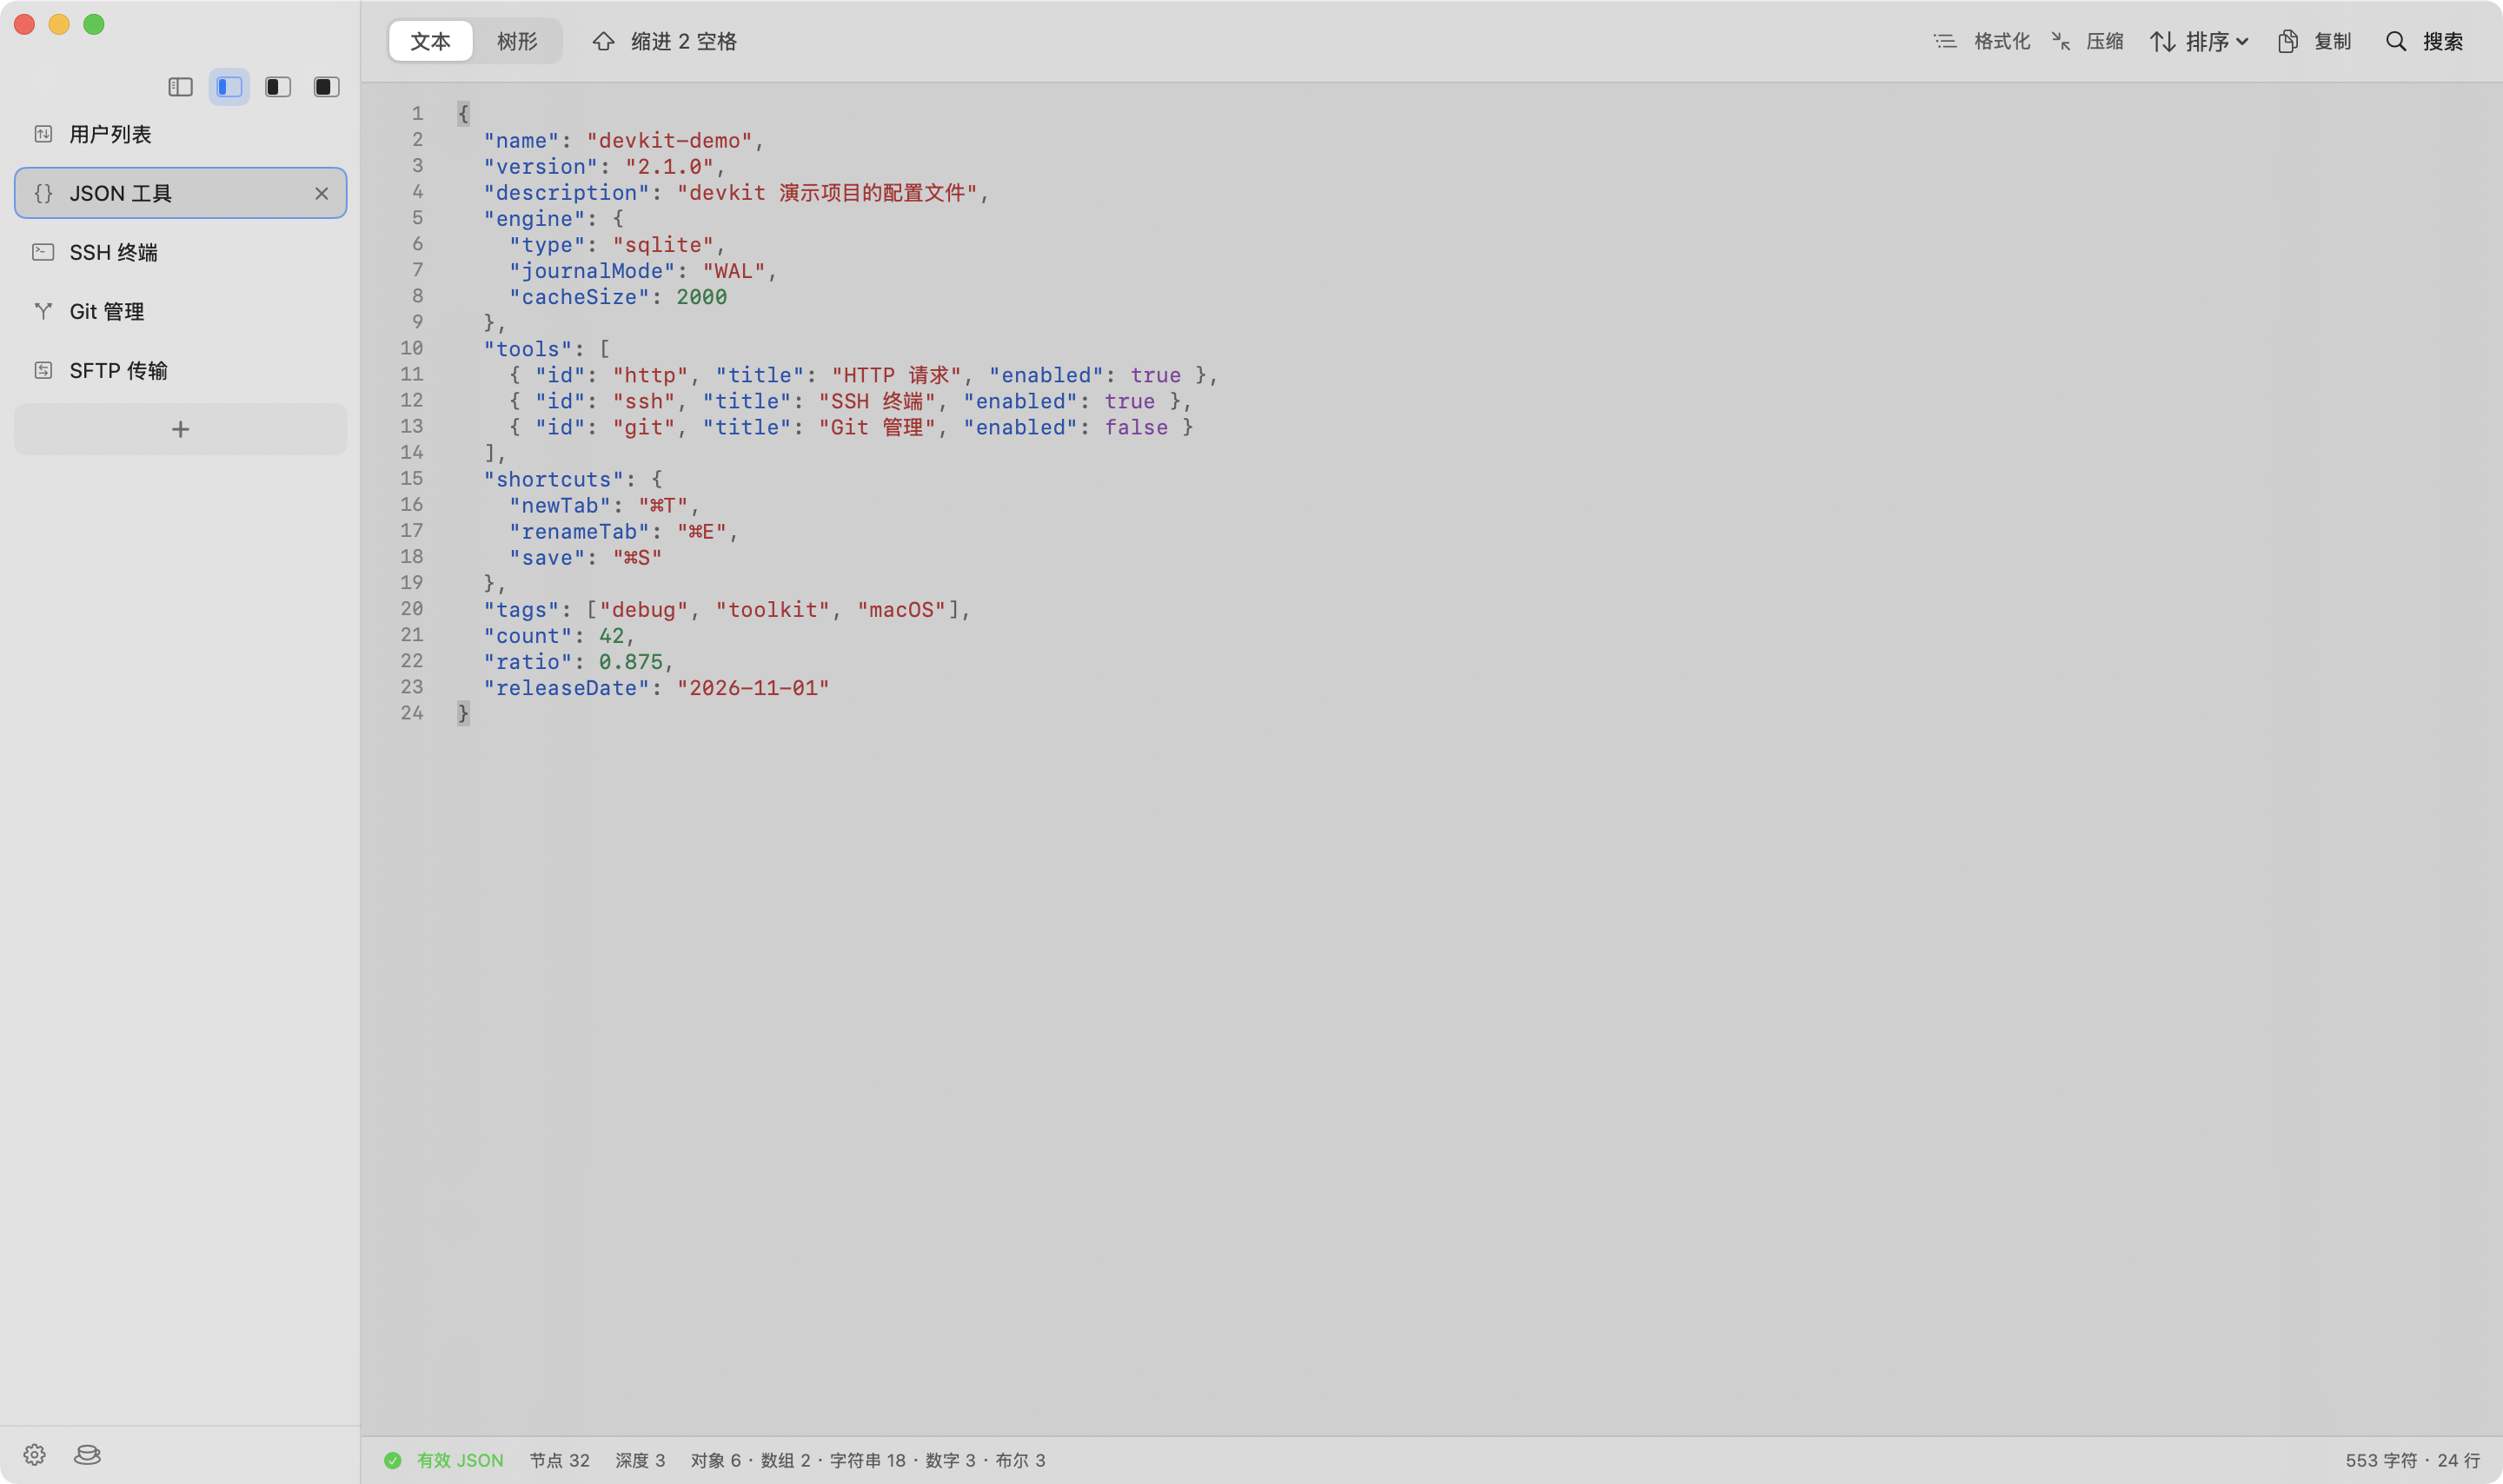 用户列表
JSON 工具
SSH 终端
Git 管理
SFTP 传输
文本 树形 缩进 2 空格 格式化 压缩 排序 复制 搜索
1 {
2 "name": "devkit-demo",
3 "version": "2.1.0",
4 "description": "devkit 演示项目的配置文件",
5 "engine": {
6 "type": "sqlite",
7 "journalMode": "WAL",
8 "cacheSize": 2000
9 },
10 "tools": [
11 { "id": "http", "title": "HTTP 请求", "enabled": true },
12 { "id": "ssh", "title": "SSH 终端", "enabled": true },
13 { "id": "git", "title": "Git 管理", "enabled": false }
14 ],
15 "shortcuts": {
16 "newTab": "⌘T",
17 "renameTab": "⌘E",
18 "save": "⌘S"
19 },
20 "tags": ["debug", "toolkit", "macOS"],
21 "count": 42,
22 "ratio": 0.875,
23 "releaseDate": "2026-11-01"
24 }
有效 JSON 节点 32 深度 3 对象 6 · 数组 2 · 字符串 18 · 数字 3 · 布尔 3 553 字符 · 24 行